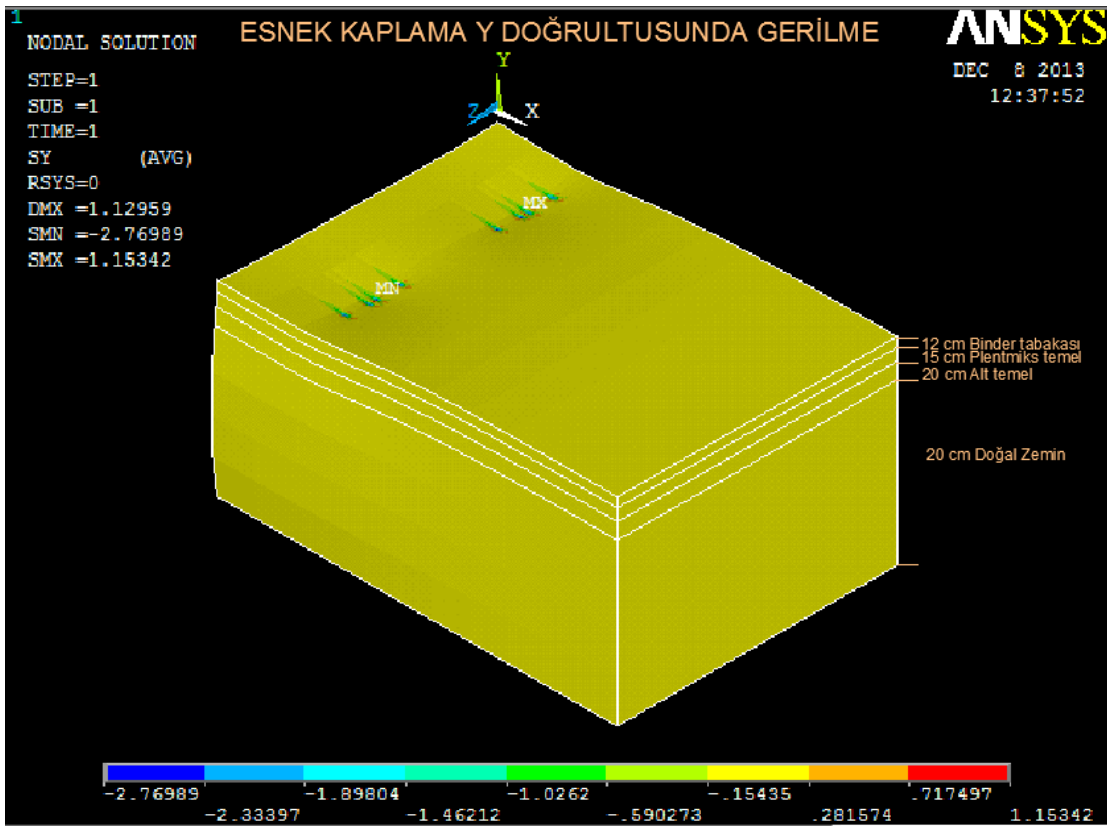 1
NODAL SOLUTION
STEP=1
SUB =1
TIME=1
SY (AVG)
RSYS=0
DMX =1.12959
SMN =-2.76989
SMX =1.15342
ESNEK KAPLAMA Y DOĞRULTUSUNDA GERİLME
ANSYS
DEC 8 2013
12:37:52
Y
Z X
MX
MN
12 cm Binder tabakası
15 cm Plentmiks temel
20 cm Alt temel
20 cm Doğal Zemin
-2.76989 -1.89804 -1.0262 -.15435 .717497
-2.33397 -1.46212 -.590273 .281574 1.15342